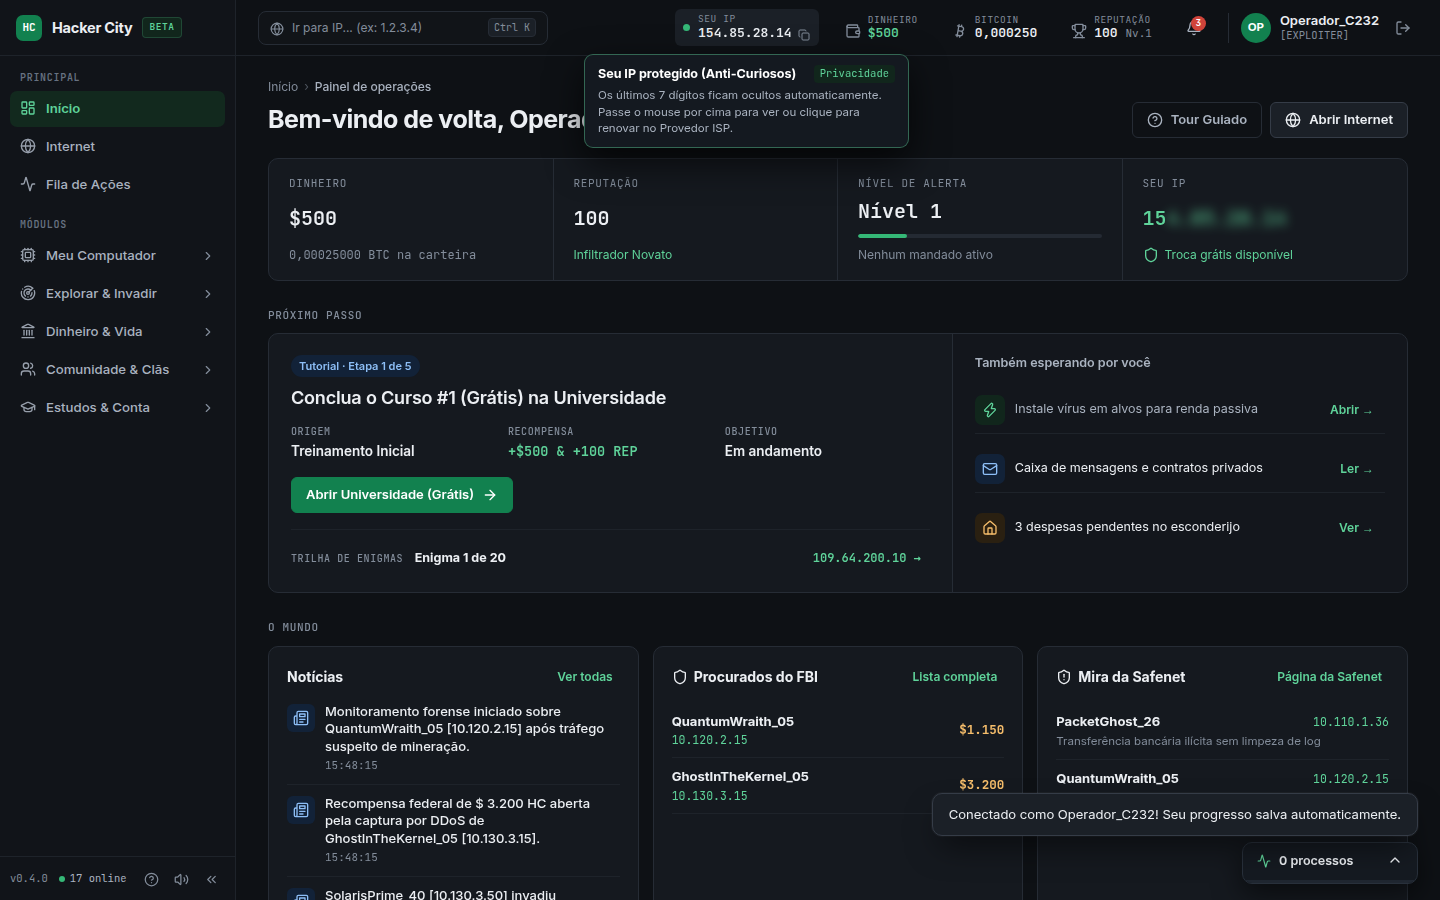 HC Hacker City BETA
Ir para IP... (ex: 1.2.3.4) Ctrl K
SEU IP
154.85.28.14
DINHEIRO
$500
BITCOIN
0,000250
REPUTAÇÃO
100 Nv.1
3
OP
Operador_C232
[EXPLOITER]
PRINCIPAL
Início
Internet
Fila de Ações
MÓDULOS
Meu Computador
Explorar & Invadir
Dinheiro & Vida
Comunidade & Clãs
Estudos & Conta
v0.4.0 17 online
Início › Painel de operações
Bem-vindo de volta,
Seu IP protegido (Anti-Curiosos) Privacidade
Os últimos 7 dígitos ficam ocultos automaticamente.
Passe o mouse por cima para ver ou clique para
renovar no Provedor ISP.
Tour Guiado
Abrir Internet
DINHEIRO
$500
0,00025000 BTC na carteira
REPUTAÇÃO
100
Infiltrador Novato
NÍVEL DE ALERTA
Nível 1
Nenhum mandado ativo
SEU IP
15
Troca grátis disponível
PRÓXIMO PASSO
Tutorial · Etapa 1 de 5
Conclua o Curso #1 (Grátis) na Universidade
ORIGEM
Treinamento Inicial
RECOMPENSA
+$500 & +100 REP
OBJETIVO
Em andamento
Abrir Universidade (Grátis) →
TRILHA DE ENIGMAS Enigma 1 de 20 109.64.200.10 →
Também esperando por você
Instale vírus em alvos para renda passiva Abrir →
Caixa de mensagens e contratos privados Ler →
3 despesas pendentes no esconderijo Ver →
O MUNDO
Notícias Ver todas
Monitoramento forense iniciado sobre
QuantumWraith_05 [10.120.2.15] após tráfego
suspeito de mineração.
15:48:15
Recompensa federal de $ 3.200 HC aberta
pela captura por DDoS de
GhostInTheKernel_05 [10.130.3.15].
15:48:15
SolarisPrime_40 [10.130.3.50] invadiu
Procurados do FBI Lista completa
QuantumWraith_05
10.120.2.15
$1.150
GhostInTheKernel_05
10.130.3.15
$3.200
Mira da Safenet Página da Safenet
PacketGhost_26 10.110.1.36
Transferência bancária ilícita sem limpeza de log
QuantumWraith_05 10.120.2.15
Conectado como Operador_C232! Seu progresso salva automaticamente.
0 processos